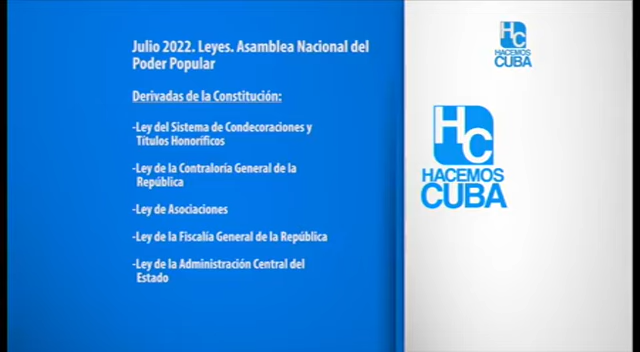 Julio 2022. Leyes. Asamblea Nacional del
Poder Popular
Derivadas de la Constitución:
-Ley del Sistema de Condecoraciones y
Títulos Honoríficos
-Ley de la Contraloría General de la
República
-Ley de Asociaciones
-Ley de la Fiscalía General de la República
-Ley de la Administración Central del
Estado
HC
HACEMOS
CUBA
HC
HACEMOS
CUBA